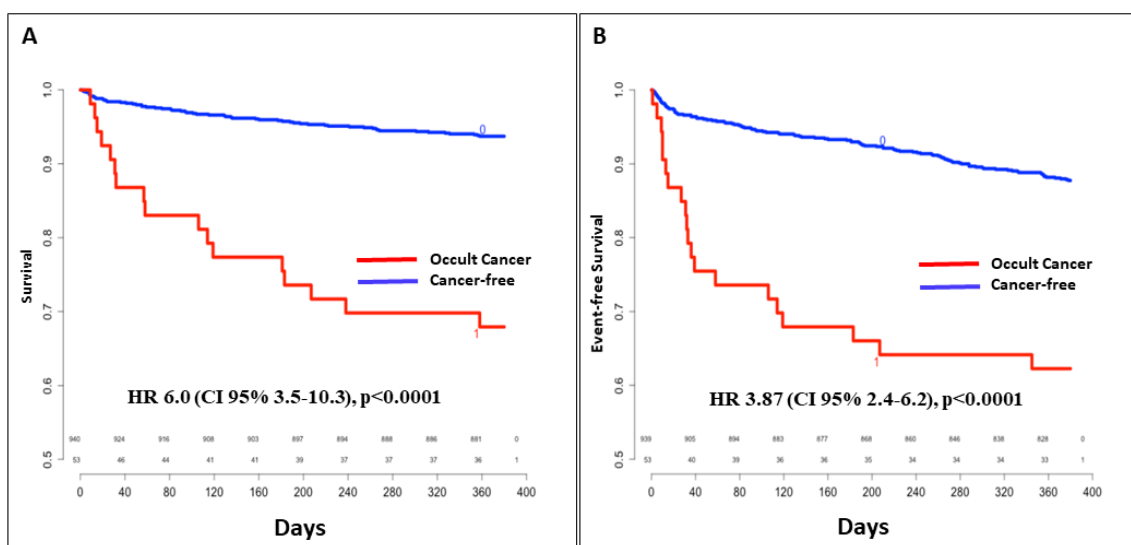 A
Survival
1.0
0.9
0.8
0.7
0.6
0.5
0
Occult Cancer
Cancer-free
1
HR 6.0 (CI 95% 3.5-10.3), p<0.0001
940 924 916 908 903 897 894 888 886 881 0
53 46 44 41 41 39 37 37 37 36 1
0 40 80 120 160 200 240 280 320 360 400
Days
B
Event-free Survival
1.0
0.9
0.8
0.7
0.6
0.5
0
Occult Cancer
Cancer-free
1
HR 3.87 (CI 95% 2.4-6.2), p<0.0001
939 905 894 883 877 868 860 846 838 828 0
53 40 39 36 36 35 34 34 34 33 1
0 40 80 120 160 200 240 280 320 360 400
Days